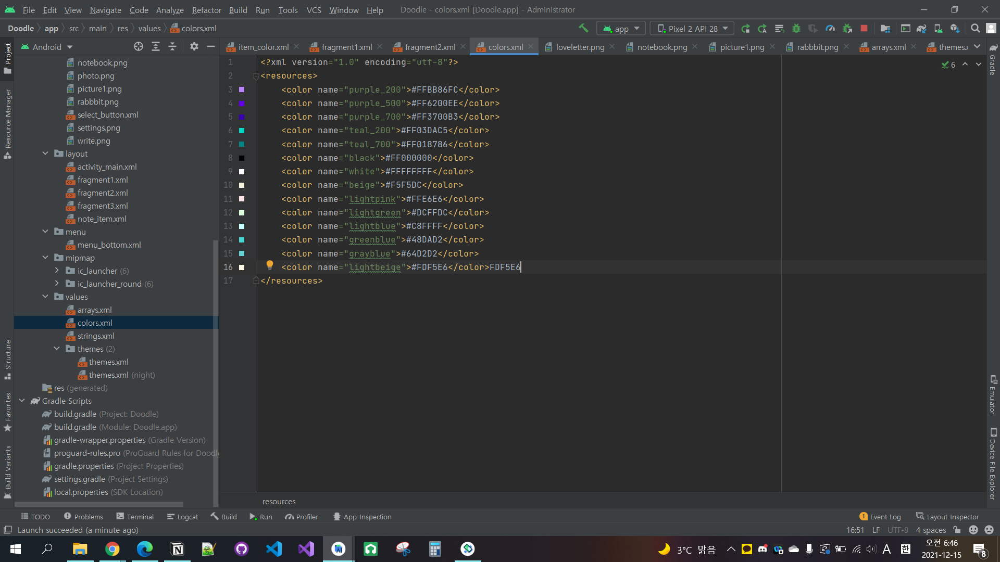 File Edit View Navigate Code Analyze Refactor Build Run Tools VCS Window Help Doodle - colors.xml [Doodle.app] - Administrator
Doodle app src main res values colors.xml app Pixel 2 API 28
Android
item_color.xml fragment1.xml fragment2.xml colors.xml loveletter.png notebook.png picture1.png rabbbit.png arrays.xml themes.x
Project
Resource Manager
Structure
Favorites
Build Variants
notebook.png
photo.png
picture1.png
rabbbit.png
select_button.xml
settings.png
write.png
layout
activity_main.xml
fragment1.xml
fragment2.xml
fragment3.xml
note_item.xml
menu
menu_bottom.xml
mipmap
ic_launcher (6)
ic_launcher_round (6)
values
arrays.xml
colors.xml
strings.xml
themes (2)
themes.xml
themes.xml (night)
res (generated)
Gradle Scripts
build.gradle (Project: Doodle)
build.gradle (Module: Doodle.app)
gradle-wrapper.properties (Gradle Version)
proguard-rules.pro (ProGuard Rules for Doodle
gradle.properties (Project Properties)
settings.gradle (Project Settings)
local.properties (SDK Location)
1 <?xml version="1.0" encoding="utf-8"?>
2 <resources>
3 <color name="purple_200">#FFBB86FC</color>
4 <color name="purple_500">#FF6200EE</color>
5 <color name="purple_700">#FF3700B3</color>
6 <color name="teal_200">#FF03DAC5</color>
7 <color name="teal_700">#FF018786</color>
8 <color name="black">#FF000000</color>
9 <color name="white">#FFFFFFFF</color>
10 <color name="beige">#F5F5DC</color>
11 <color name="lightpink">#FFE6E6</color>
12 <color name="lightgreen">#DCFFDC</color>
13 <color name="lightblue">#C8FFFF</color>
14 <color name="greenblue">#48DAD2</color>
15 <color name="grayblue">#64D2D2</color>
16 <color name="lightbeige">#FDF5E6</color>FDF5E6
17 </resources>
6
Gradle
Emulator
Device File Explorer
resources
TODO Problems Terminal Logcat Build Run Profiler App Inspection 1 Event Log Layout Inspector
Launch succeeded (a minute ago) 16:51 LF UTF-8 4 spaces
3°C 맑음 A 한 오전 6:46
2021-12-15 8